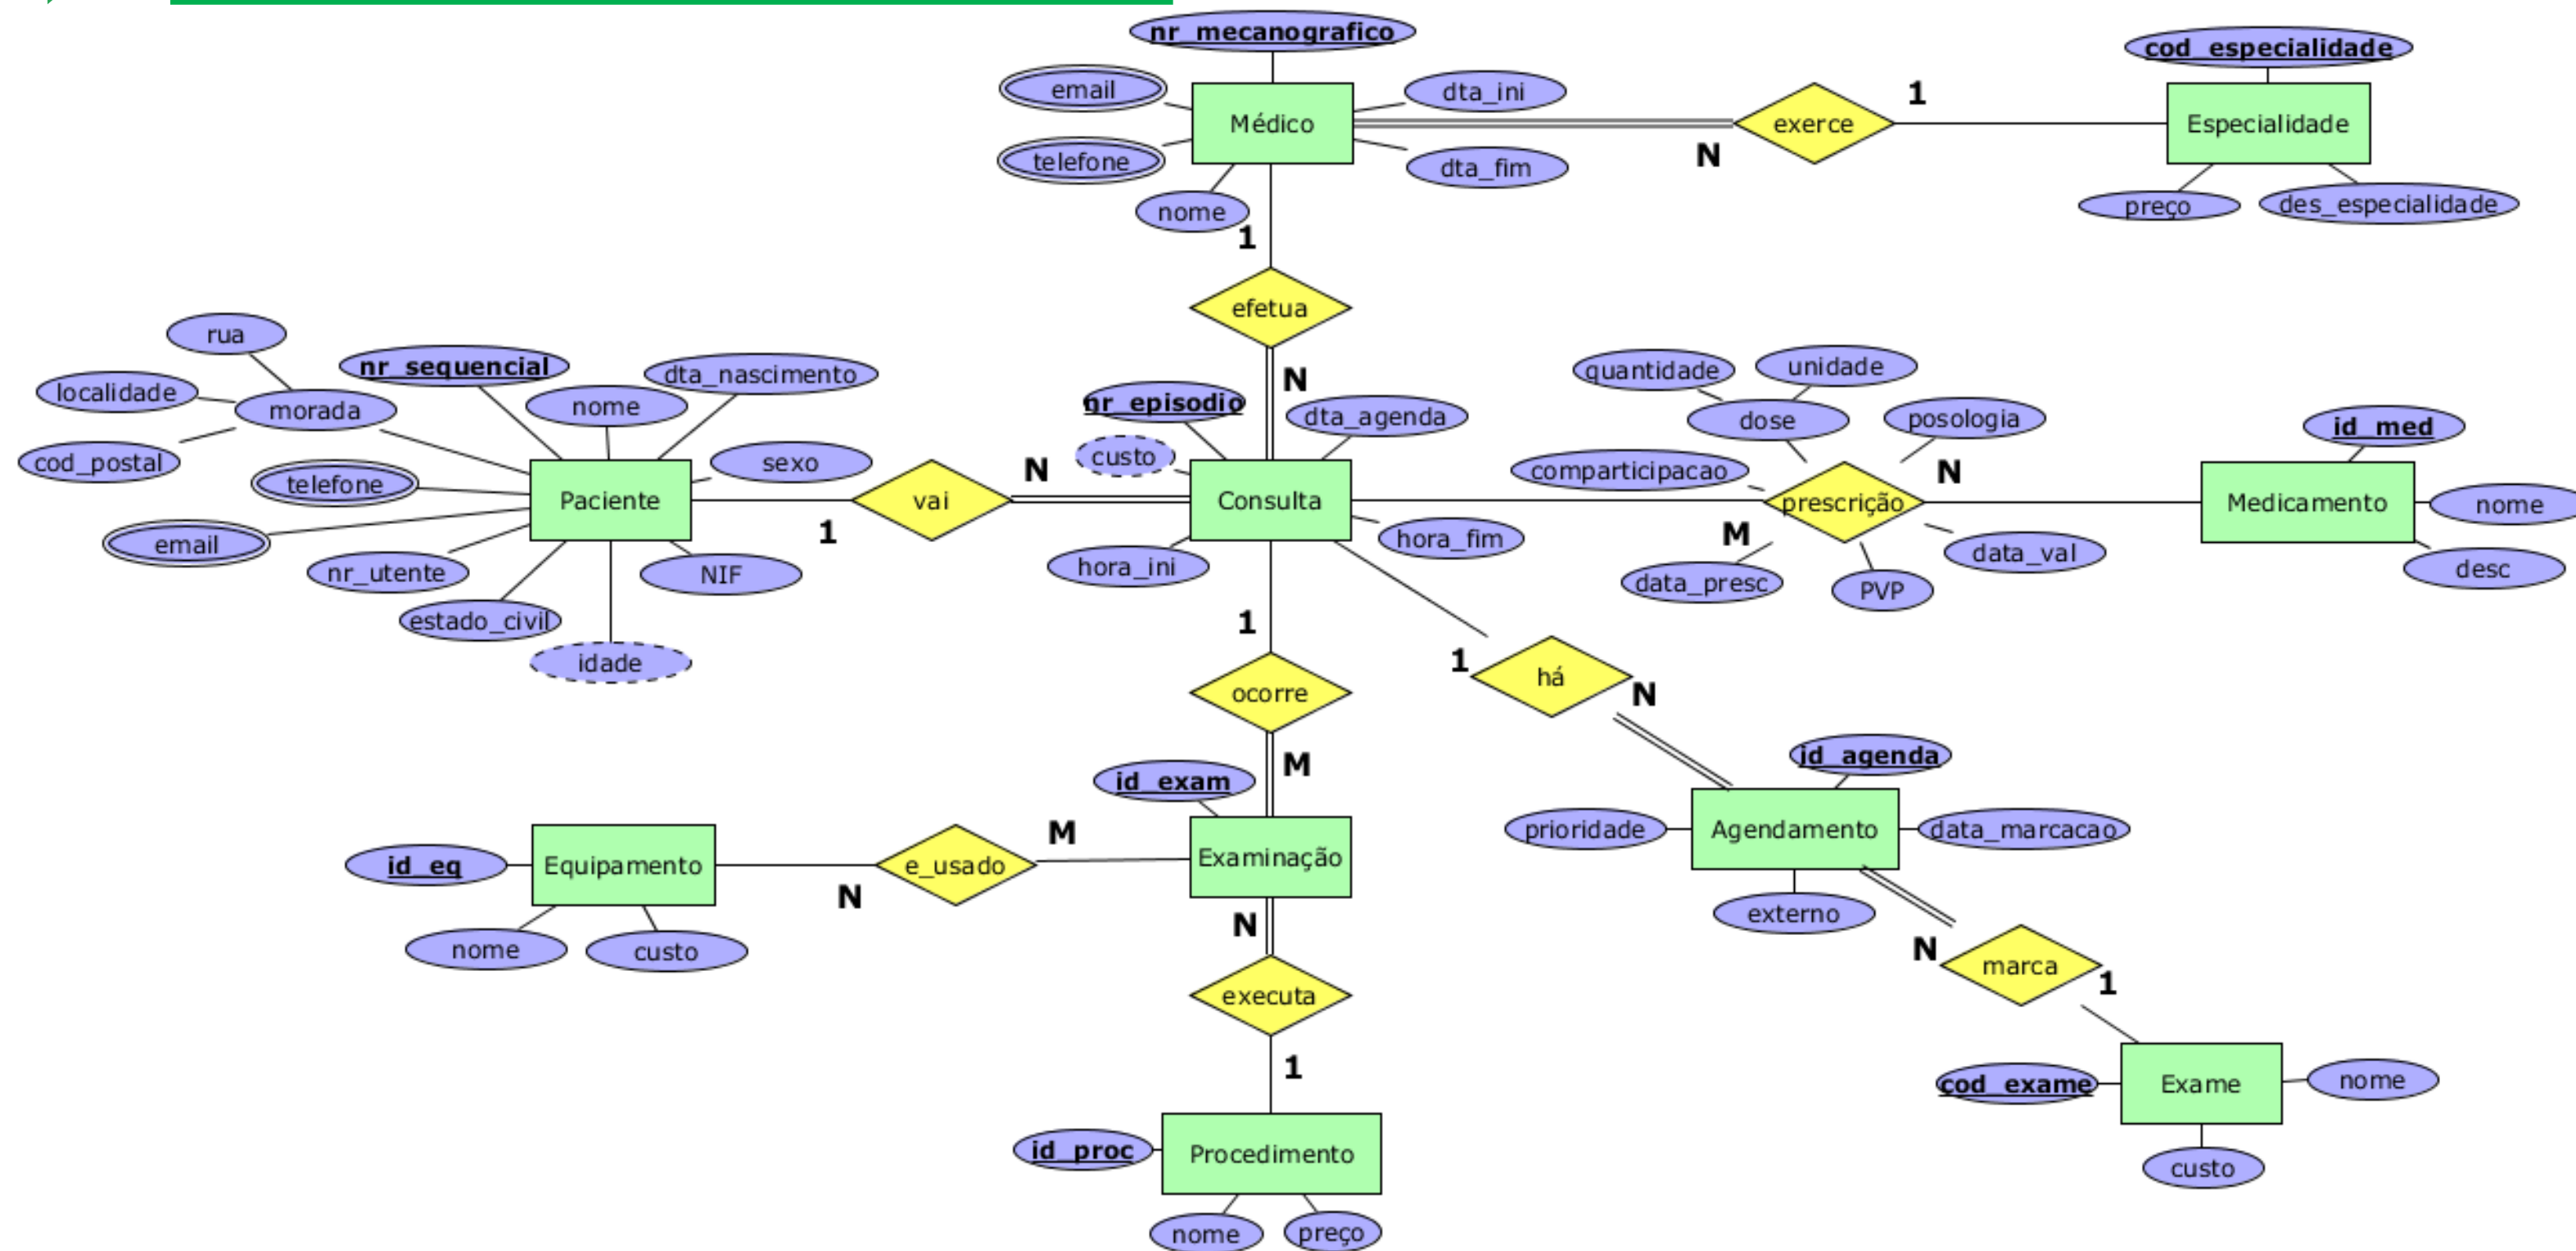 nr_mecanografico
cod_especialidade
email
dta_ini
1
Médico
exerce
Especialidade
telefone
N
dta_fim
nome
preço
des_especialidade
1
efetua
rua
nr_sequencial
dta_nascimento
quantidade
unidade
localidade
morada
nome
N
nr_episodio
dta_agenda
dose
posologia
id_med
cod_postal
sexo
custo
comparticipacao
N
telefone
N
Paciente
vai
Consulta
prescrição
Medicamento
nome
1
M
email
hora_fim
nr_utente
NIF
hora_ini
data_val
data_presc
PVP
desc
estado_civil
1
idade
1
há
N
ocorre
M
id_agenda
id_exam
prioridade
Agendamento
data_marcacao
M
id_eq
Equipamento
e_usado
Examinação
N
externo
N
nome
custo
N
marca
1
executa
1
cod_exame
Exame
nome
id_proc
Procedimento
custo
nome
preço